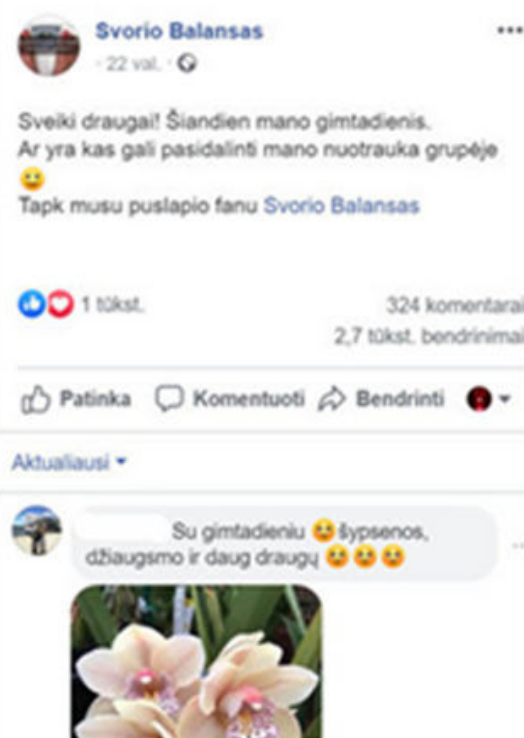 Svorio Balansas
22 val.
Sveiki draugai! Šiandien mano gimtadienis.
Ar yra kas gali pasidalinti mano nuotrauka grupėje
😀
Tapk musu puslapio fanu Svorio Balansas
1 tūkst.
324 komentarai
2,7 tūkst. bendrinimai
Patinka Komentuoti Bendrinti
Aktualiausi
Su gimtadieniu 😀 šypsenos,
džiaugsmo ir daug draugų 😀😀😀